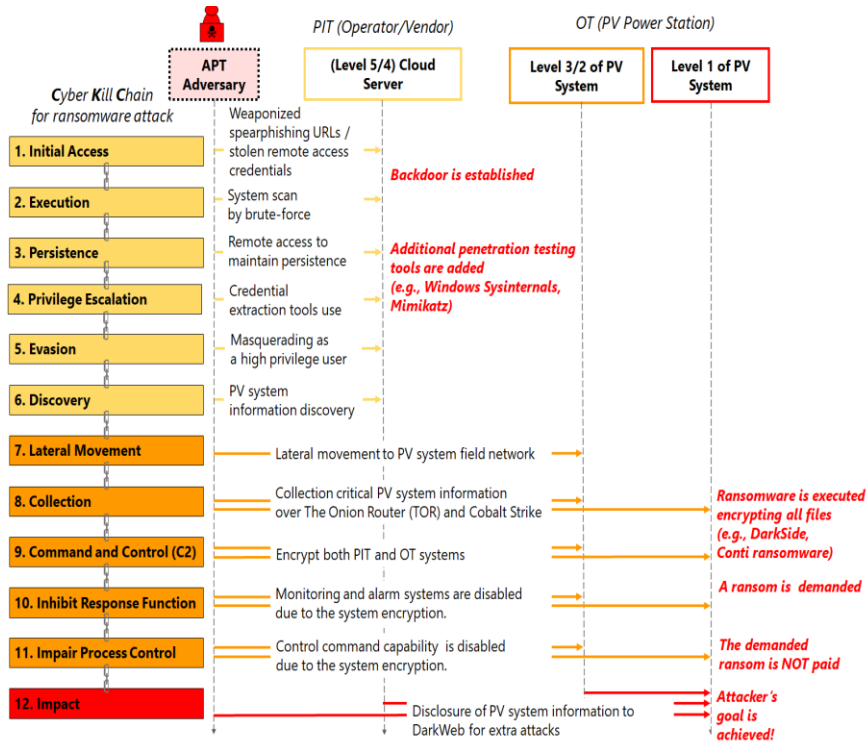 PIT (Operator/Vendor)
OT (PV Power Station)
APT
Adversary
(Level 5/4) Cloud
Server
Level 3/2 of PV
System
Level 1 of PV
System
Cyber Kill Chain
for ransomware attack
1. Initial Access
Weaponized
spearphishing URLs /
stolen remote access
credentials
Backdoor is established
2. Execution
System scan
by brute-force
3. Persistence
Remote access to
maintain persistence
Additional penetration testing
tools are added
(e.g., Windows Sysinternals,
Mimikatz)
4. Privilege Escalation
Credential
extraction tools use
5. Evasion
Masquerading as
a high privilege user
6. Discovery
PV system
information discovery
7. Lateral Movement
Lateral movement to PV system field network
8. Collection
Collection critical PV system information
over The Onion Router (TOR) and Cobalt Strike
Ransomware is executed
encrypting all files
(e.g., DarkSide,
Conti ransomware)
9. Command and Control (C2)
Encrypt both PIT and OT systems
10. Inhibit Response Function
Monitoring and alarm systems are disabled
due to the system encryption.
A ransom is demanded
11. Impair Process Control
Control command capability is disabled
due to the system encryption.
The demanded
ransom is NOT paid
12. Impact
Disclosure of PV system information to
DarkWeb for extra attacks
Attacker's
goal is
achieved!